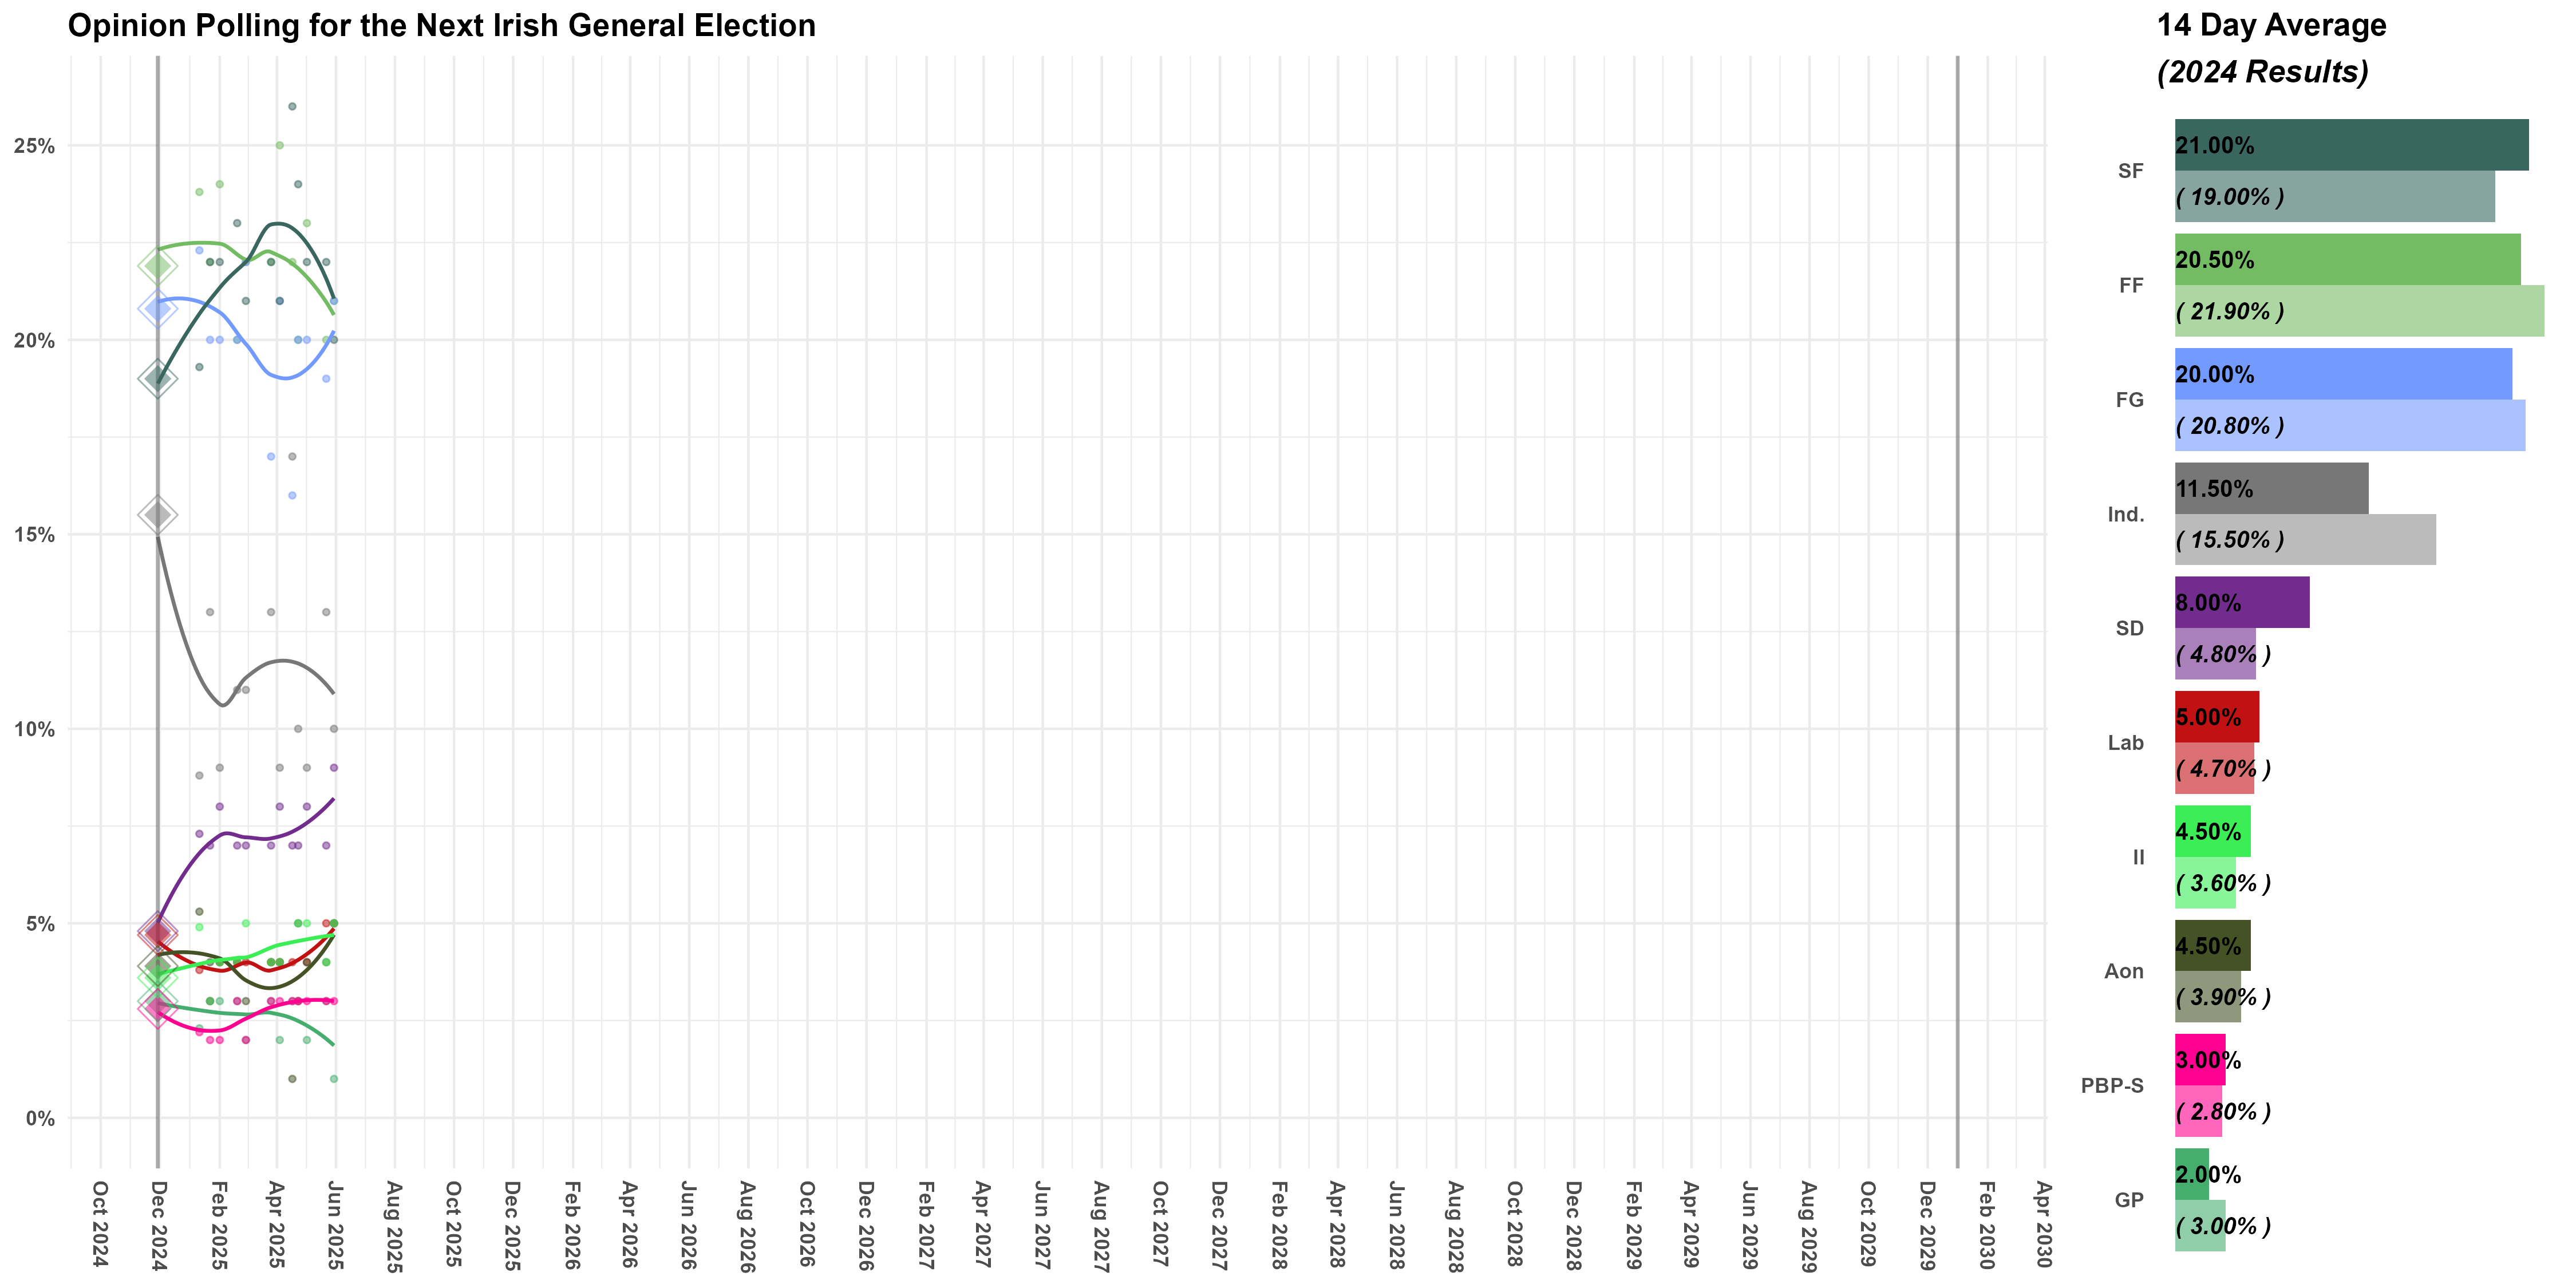 Opinion Polling for the Next Irish General Election
25%
20%
15%
10%
5%
0%
Oct 2024
Dec 2024
Feb 2025
Apr 2025
Jun 2025
Aug 2025
Oct 2025
Dec 2025
Feb 2026
Apr 2026
Jun 2026
Aug 2026
Oct 2026
Dec 2026
Feb 2027
Apr 2027
Jun 2027
Aug 2027
Oct 2027
Dec 2027
Feb 2028
Apr 2028
Jun 2028
Aug 2028
Oct 2028
Dec 2028
Feb 2029
Apr 2029
Jun 2029
Aug 2029
Oct 2029
Dec 2029
Feb 2030
Apr 2030
14 Day Average
(2024 Results)
SF
21.00%
( 19.00% )
FF
20.50%
( 21.90% )
FG
20.00%
( 20.80% )
Ind.
11.50%
( 15.50% )
SD
8.00%
( 4.80% )
Lab
5.00%
( 4.70% )
II
4.50%
( 3.60% )
Aon
4.50%
( 3.90% )
PBP-S
3.00%
( 2.80% )
GP
2.00%
( 3.00% )